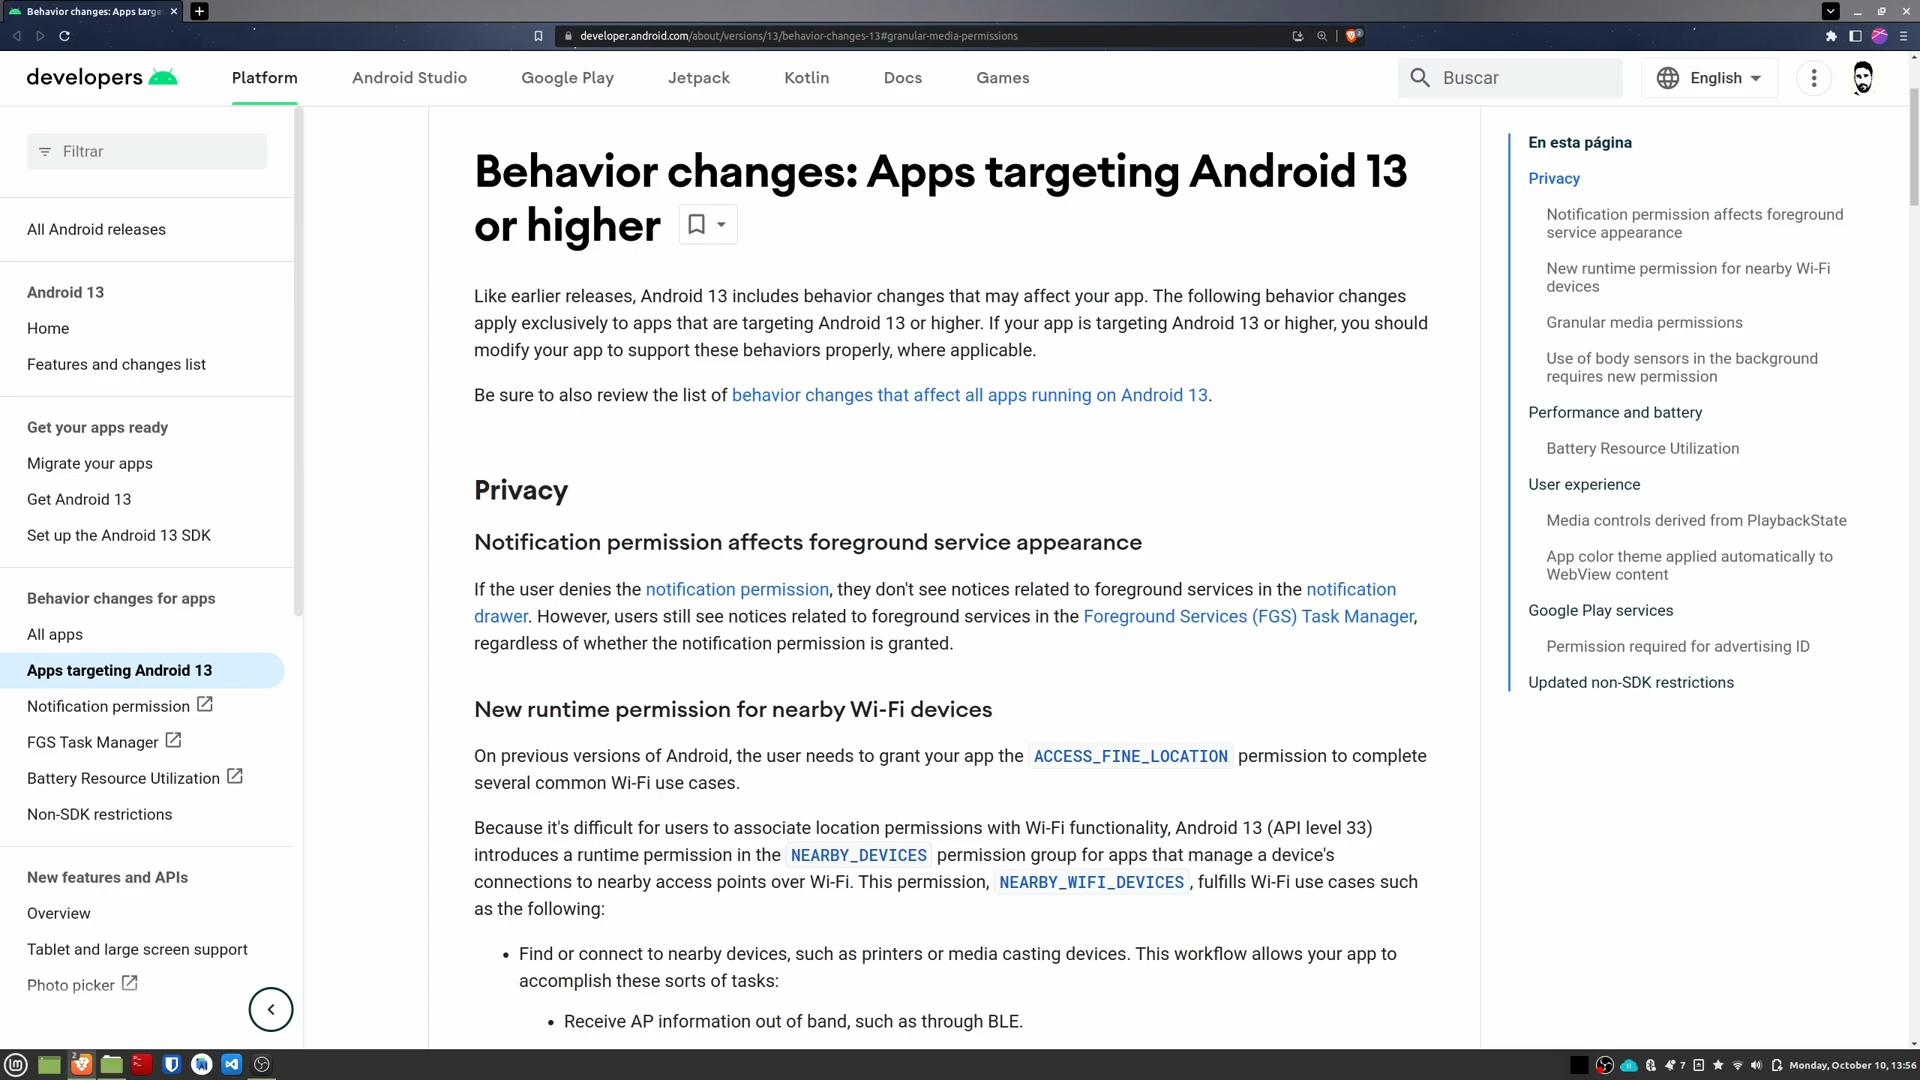 Behavior changes: Apps targe
developer.android.com/about/versions/13/behavior-changes-13#granular-media-permissions
developers
Platform
Android Studio
Google Play
Jetpack
Kotlin
Docs
Games
Buscar
English
Filtrar
All Android releases
Android 13
Home
Features and changes list
Get your apps ready
Migrate your apps
Get Android 13
Set up the Android 13 SDK
Behavior changes for apps
All apps
Apps targeting Android 13
Notification permission
FGS Task Manager
Battery Resource Utilization
Non-SDK restrictions
New features and APIs
Overview
Tablet and large screen support
Photo picker
Behavior changes: Apps targeting Android 13
or higher
Like earlier releases, Android 13 includes behavior changes that may affect your app. The following behavior changes
apply exclusively to apps that are targeting Android 13 or higher. If your app is targeting Android 13 or higher, you should
modify your app to support these behaviors properly, where applicable.
Be sure to also review the list of behavior changes that affect all apps running on Android 13.
Privacy
Notification permission affects foreground service appearance
If the user denies the notification permission, they don't see notices related to foreground services in the notification
drawer. However, users still see notices related to foreground services in the Foreground Services (FGS) Task Manager,
regardless of whether the notification permission is granted.
New runtime permission for nearby Wi-Fi devices
On previous versions of Android, the user needs to grant your app the ACCESS_FINE_LOCATION permission to complete
several common Wi-Fi use cases.
Because it's difficult for users to associate location permissions with Wi-Fi functionality, Android 13 (API level 33)
introduces a runtime permission in the NEARBY_DEVICES permission group for apps that manage a device's
connections to nearby access points over Wi-Fi. This permission, NEARBY_WIFI_DEVICES, fulfills Wi-Fi use cases such
as the following:
• Find or connect to nearby devices, such as printers or media casting devices. This workflow allows your app to
accomplish these sorts of tasks:
• Receive AP information out of band, such as through BLE.
En esta página
Privacy
Notification permission affects foreground
service appearance
New runtime permission for nearby Wi-Fi
devices
Granular media permissions
Use of body sensors in the background
requires new permission
Performance and battery
Battery Resource Utilization
User experience
Media controls derived from PlaybackState
App color theme applied automatically to
WebView content
Google Play services
Permission required for advertising ID
Updated non-SDK restrictions
2
7
Monday, October 10, 13:56